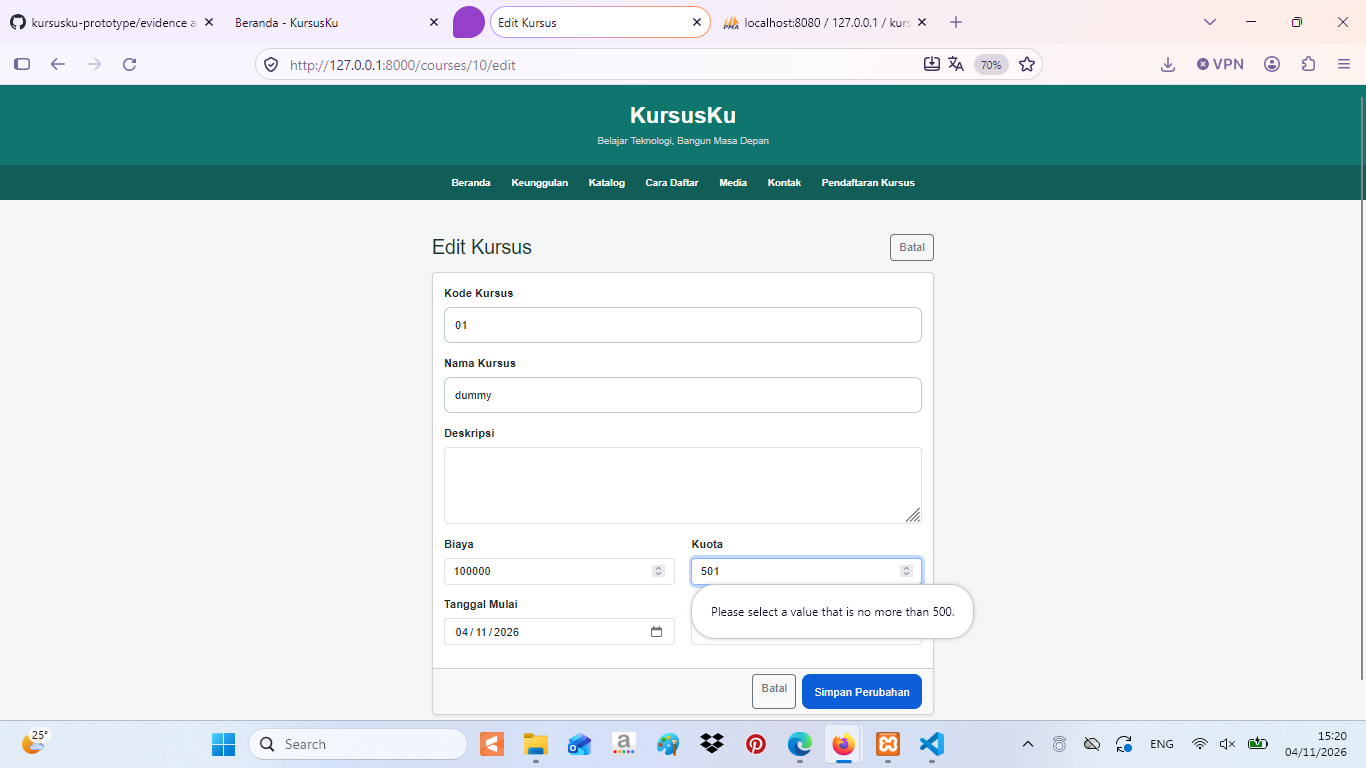 kursusku-prototype/evidence a
Beranda - KursusKu
Edit Kursus
localhost:8080 / 127.0.0.1 / kurs
http://127.0.0.1:8000/courses/10/edit
70%
VPN
KursusKu
Belajar Teknologi, Bangun Masa Depan
Beranda Keunggulan Katalog Cara Daftar Media Kontak Pendaftaran Kursus
Edit Kursus
Batal
Kode Kursus
01
Nama Kursus
dummy
Deskripsi
Biaya
Kuota
100000
501
Please select a value that is no more than 500.
Tanggal Mulai
04/11/2026
Batal
Simpan Perubahan
25°
Search
ENG
15:20
04/11/2026